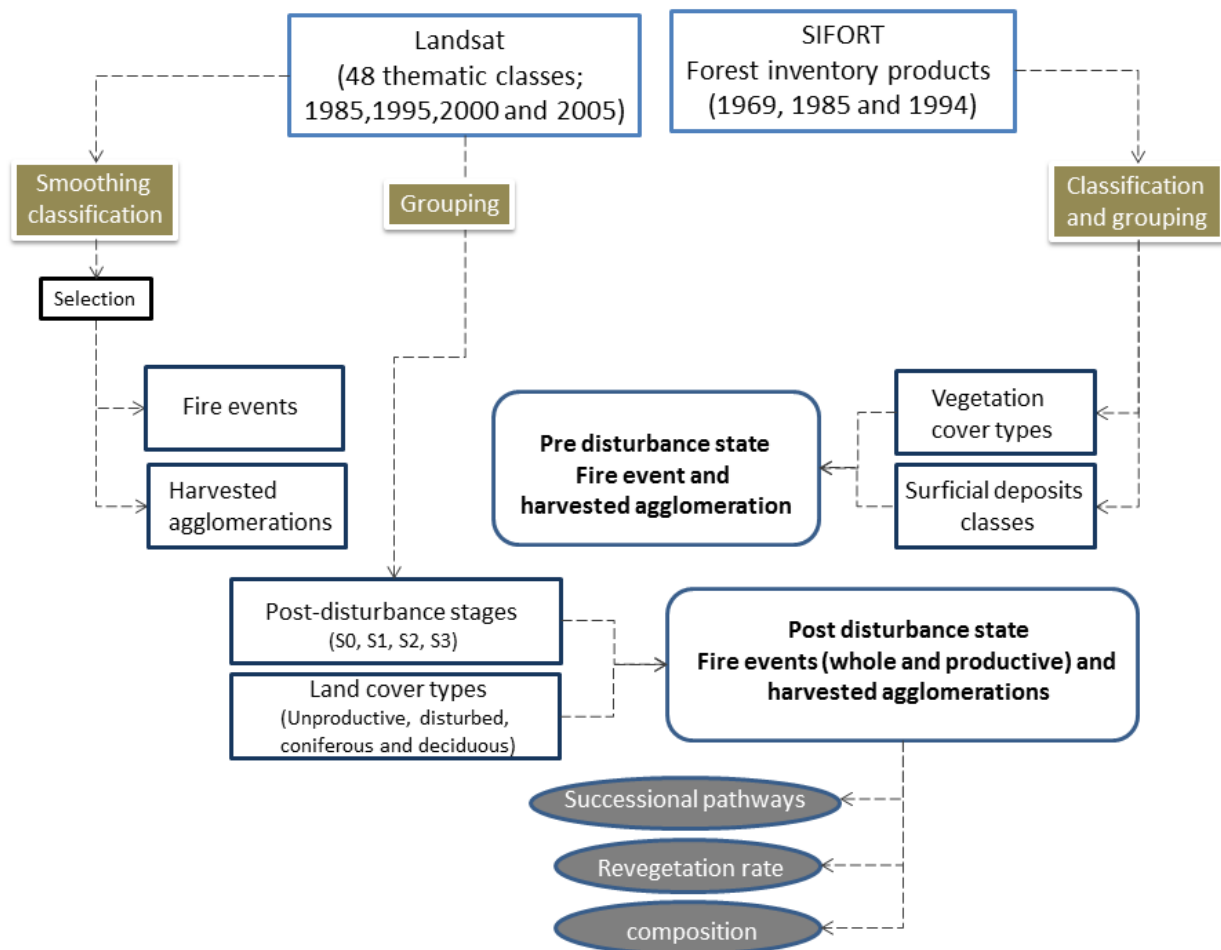 Landsat
(48 thematic classes;
1985,1995,2000 and 2005)
SIFORT
Forest inventory products
(1969, 1985 and 1994)
Smoothing
classification
Grouping
Classification
and grouping
Selection
Fire events
Harvested
agglomerations
Pre disturbance state
Fire event and
harvested agglomeration
Vegetation
cover types
Surficial deposits
classes
Post-disturbance stages
(S0, S1, S2, S3)
Land cover types
(Unproductive, disturbed,
coniferous and deciduous)
Post disturbance state
Fire events (whole and productive) and
harvested agglomerations
Successional pathways
Revegetation rate
composition